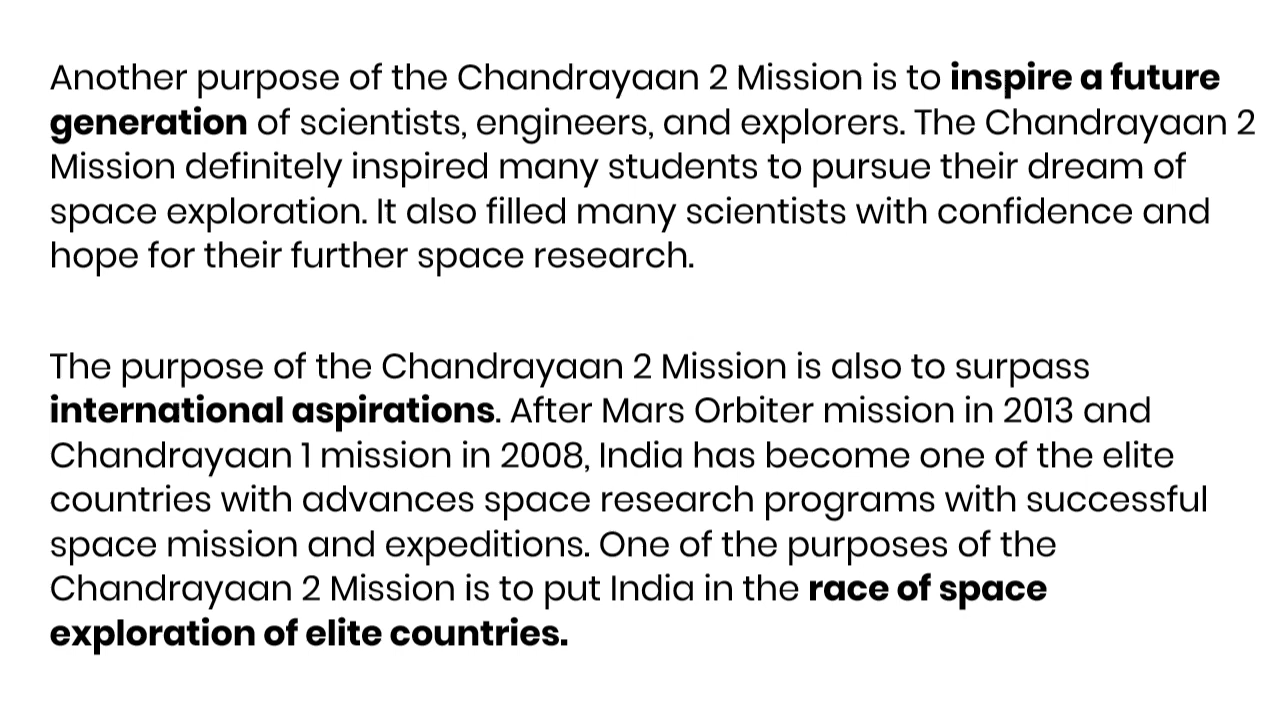 Another purpose of the Chandrayaan 2 Mission is to inspire a future
generation of scientists, engineers, and explorers. The Chandrayaan 2
Mission definitely inspired many students to pursue their dream of
space exploration. It also filled many scientists with confidence and
hope for their further space research.
The purpose of the Chandrayaan 2 Mission is also to surpass
international aspirations. After Mars Orbiter mission in 2013 and
Chandrayaan 1 mission in 2008, India has become one of the elite
countries with advances space research programs with successful
space mission and expeditions. One of the purposes of the
Chandrayaan 2 Mission is to put India in the race of space
exploration of elite countries.